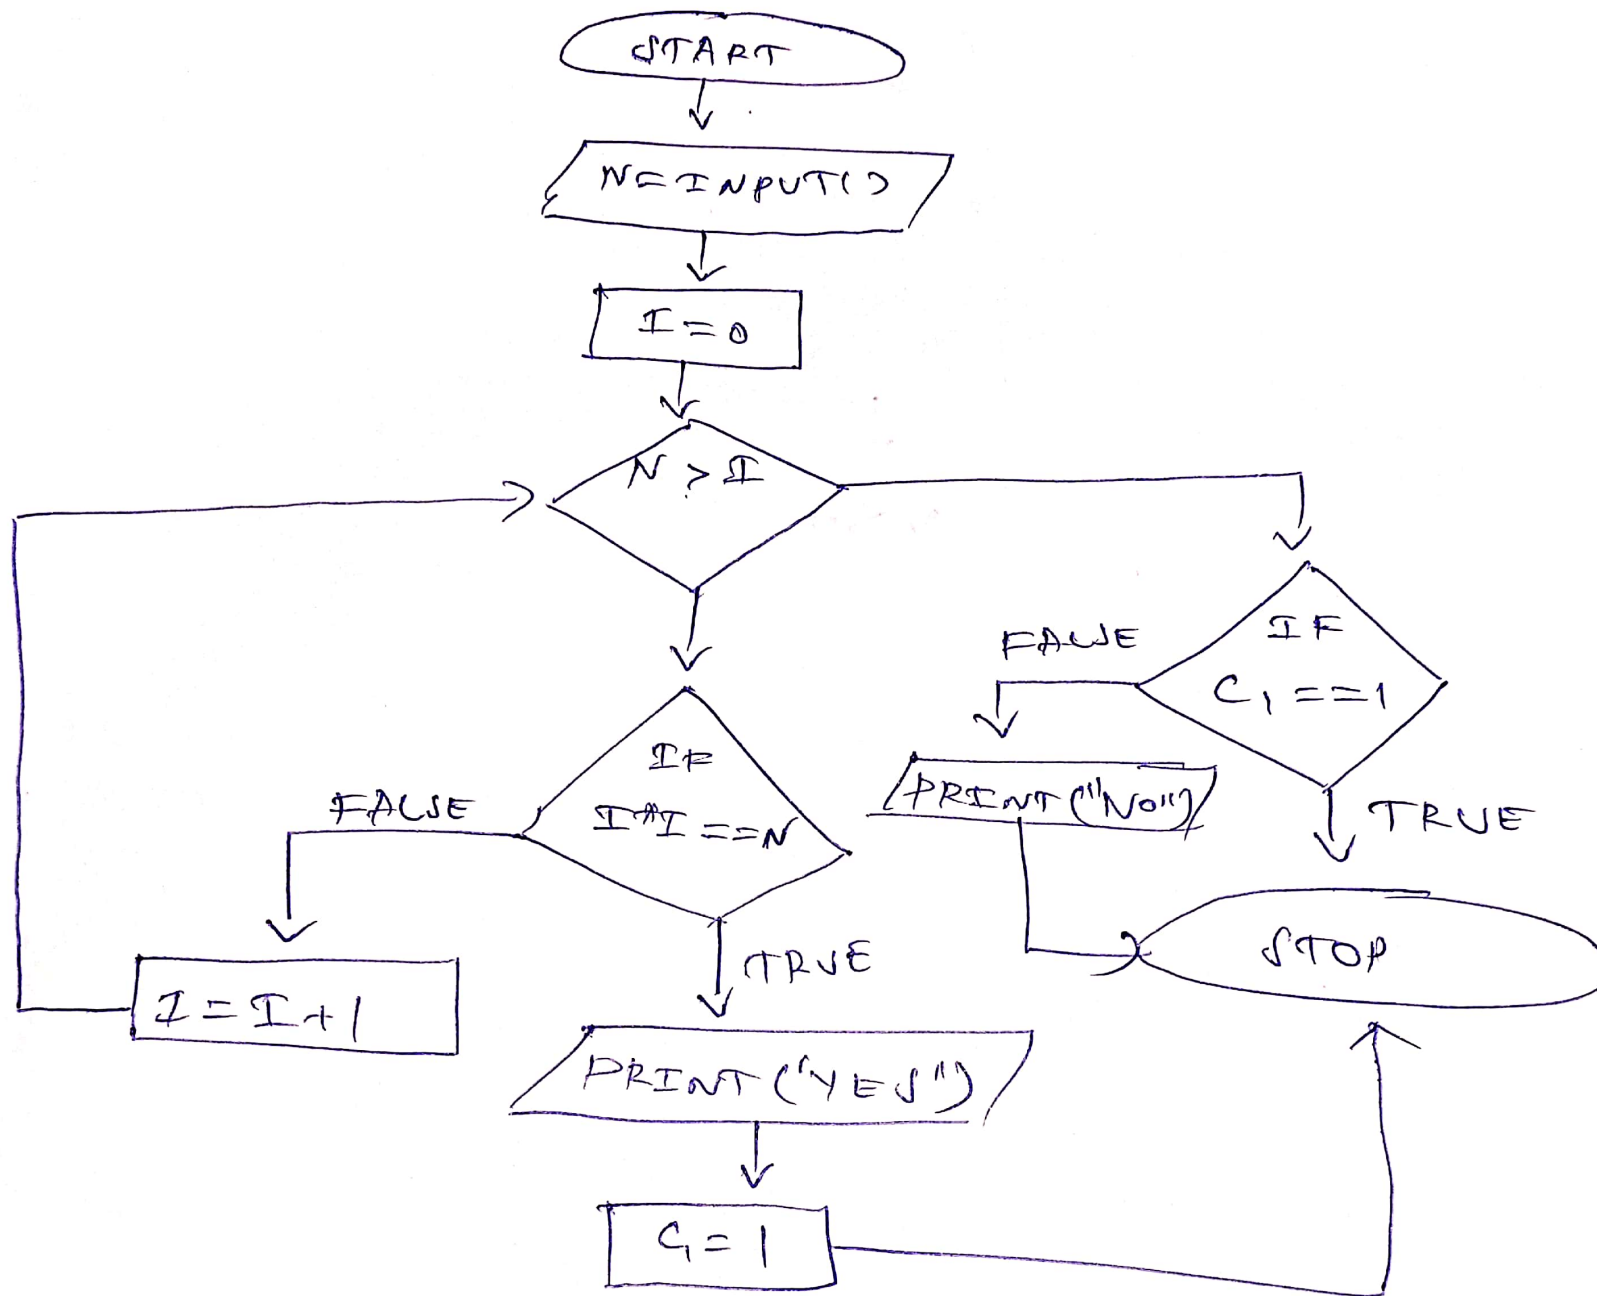 START
N=INPUT()
I=0
N > I
IF
C1 ==1
FALSE
PRINT("NO")
TRUE
STOP
IF
I*I ==N
FALSE
I=I+1
TRUE
PRINT("YES")
C1=1